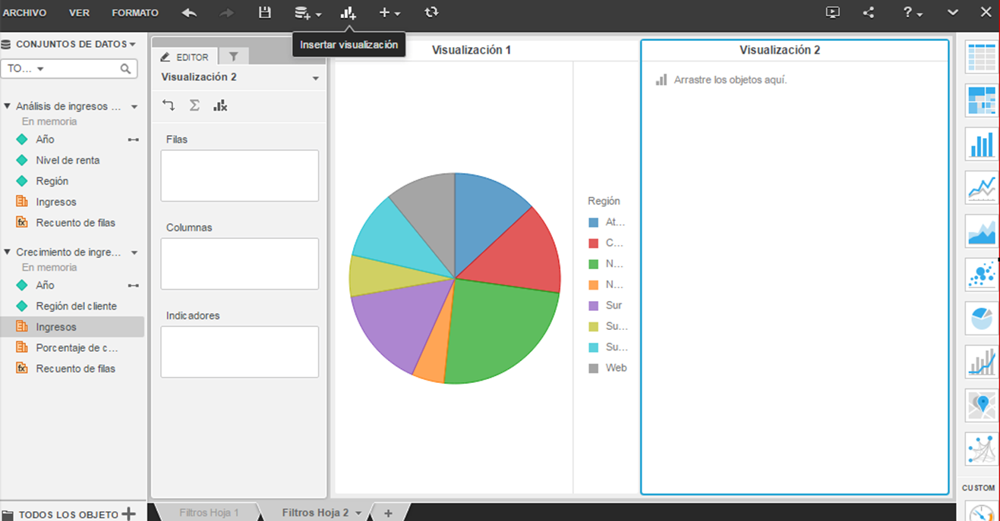 ARCHIVO VER FORMATO ?
Insertar visualización
CONJUNTOS DE DATOS
TO...
Análisis de ingresos ...
En memoria
Año
Nivel de renta
Región
Ingresos
fx Recuento de filas
Crecimiento de ingre...
En memoria
Año
Región del cliente
Ingresos
Porcentaje de c...
fx Recuento de filas
TODOS LOS OBJETO
EDITOR
Visualización 2
Filas
Columnas
Indicadores
Visualización 1
Región
At...
C...
N...
N...
Sur
Su...
Su...
Web
Visualización 2
Arrastre los objetos aquí.
CUSTOM
Filtros Hoja 1 Filtros Hoja 2 +